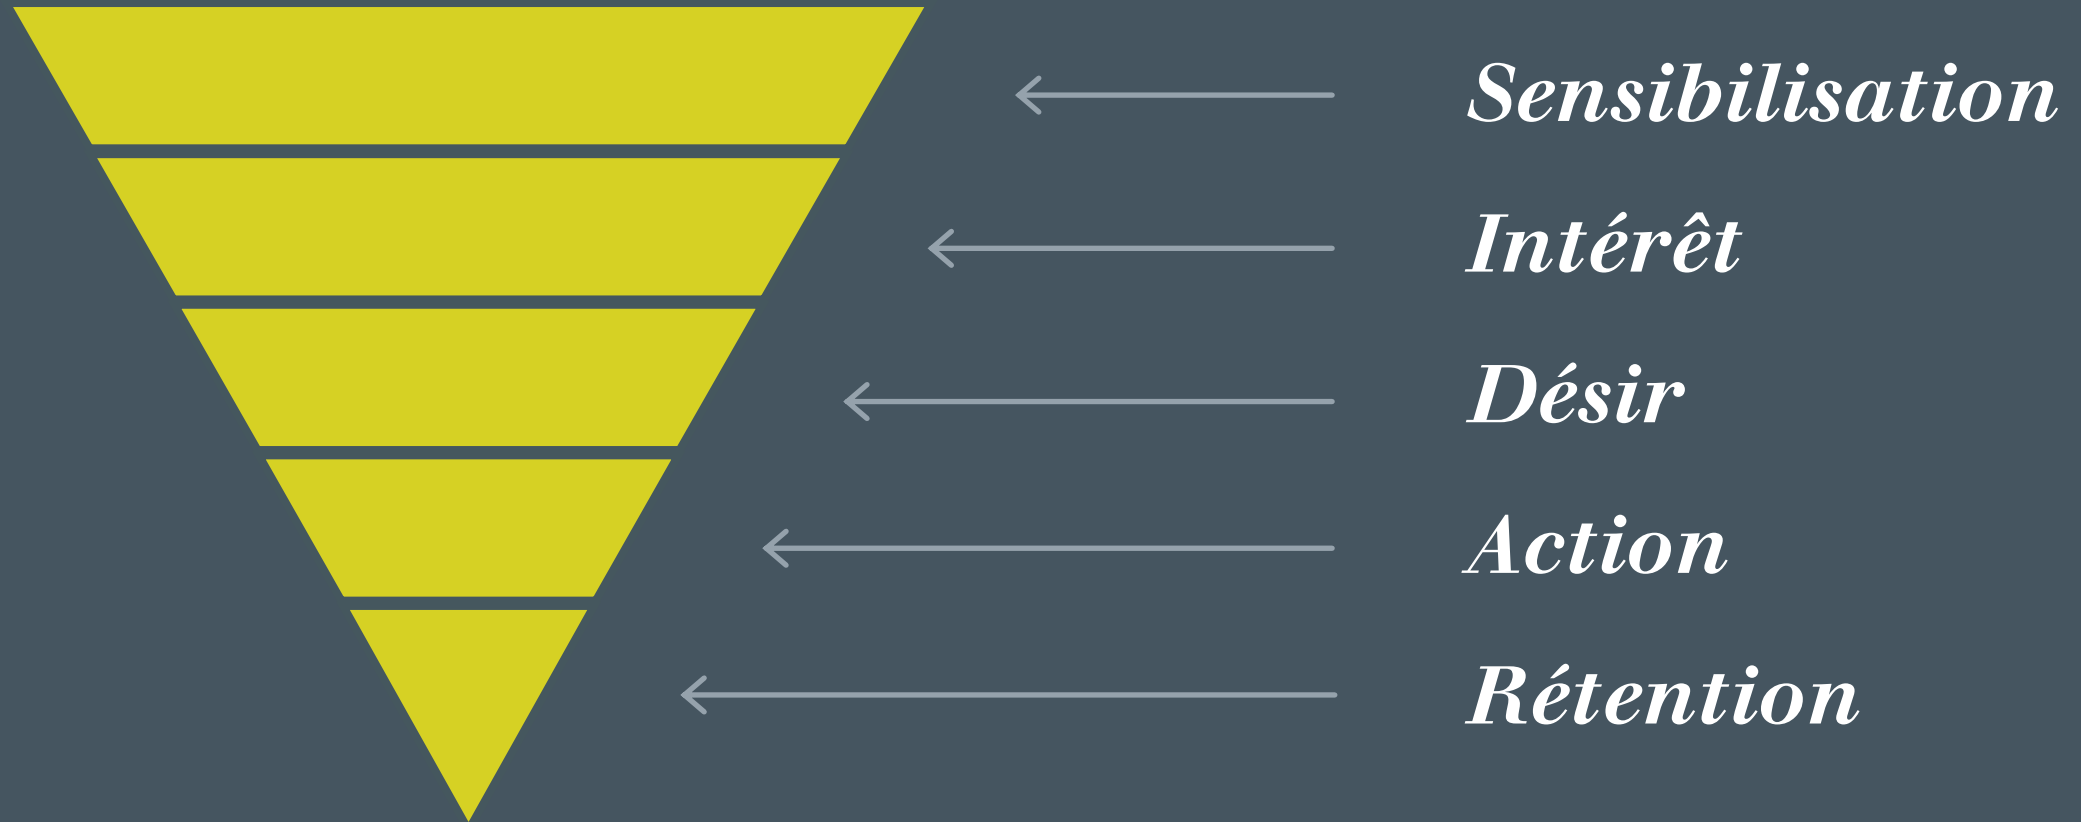 Sensibilisation
Intérêt
Désir
Action
Rétention